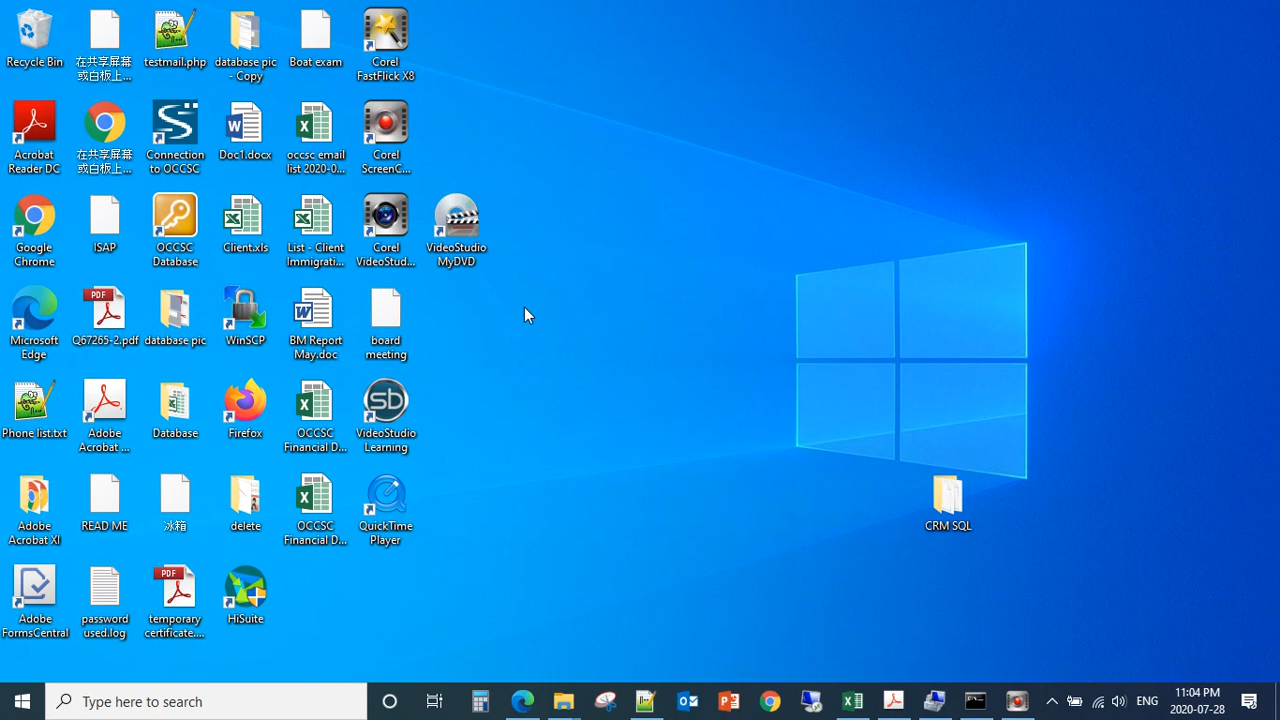 Recycle Bin
在共享屏幕
或白板上...
testmail.php
database pic
- Copy
Boat exam
Corel
FastFlick X8
Acrobat
Reader DC
在共享屏幕
或白板上...
Connection
to OCCSC
Doc1.docx
occsc email
list 2020-0...
Corel
ScreenC...
Google
Chrome
ISAP
OCCSC
Database
Client.xls
List - Client
Immigrati...
Corel
VideoStud...
VideoStudio
MyDVD
Microsoft
Edge
PDF
Q67265-2.pdf
database pic
WinSCP
BM Report
May.doc
board
meeting
Phone list.txt
Adobe
Acrobat ...
Database
Firefox
OCCSC
Financial D...
sb
VideoStudio
Learning
Adobe
Acrobat XI
READ ME
冰箱
delete
OCCSC
Financial D...
QuickTime
Player
CRM SQL
Adobe
FormsCentral
password
used.log
PDF
temporary
certificate....
HiSuite
Type here to search
ENG
11:04 PM
2020-07-28